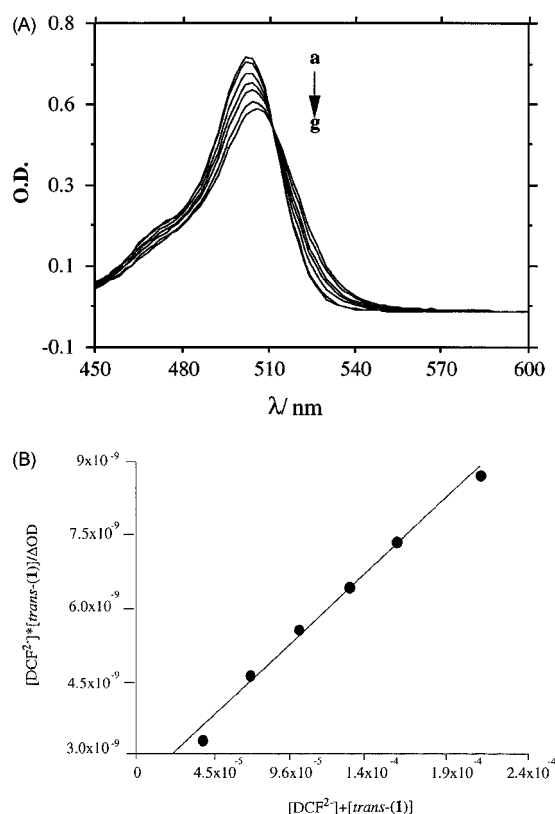 (A)
0.8
0.6
0.3
0.1
-0.1
O.D.
a
g
450
480
510
540
570
600
λ/ nm
(B)
9x10⁻⁹
7.5x10⁻⁹
6.0x10⁻⁹
4.5x10⁻⁹
3.0x10⁻⁹
[DCF²⁻]*[trans-(1)]/ΔOD
0
4.5x10⁻⁵
9.6x10⁻⁵
1.4x10⁻⁴
1.9x10⁻⁴
2.4x10⁻⁴
[DCF²⁻]+[trans-(1)]